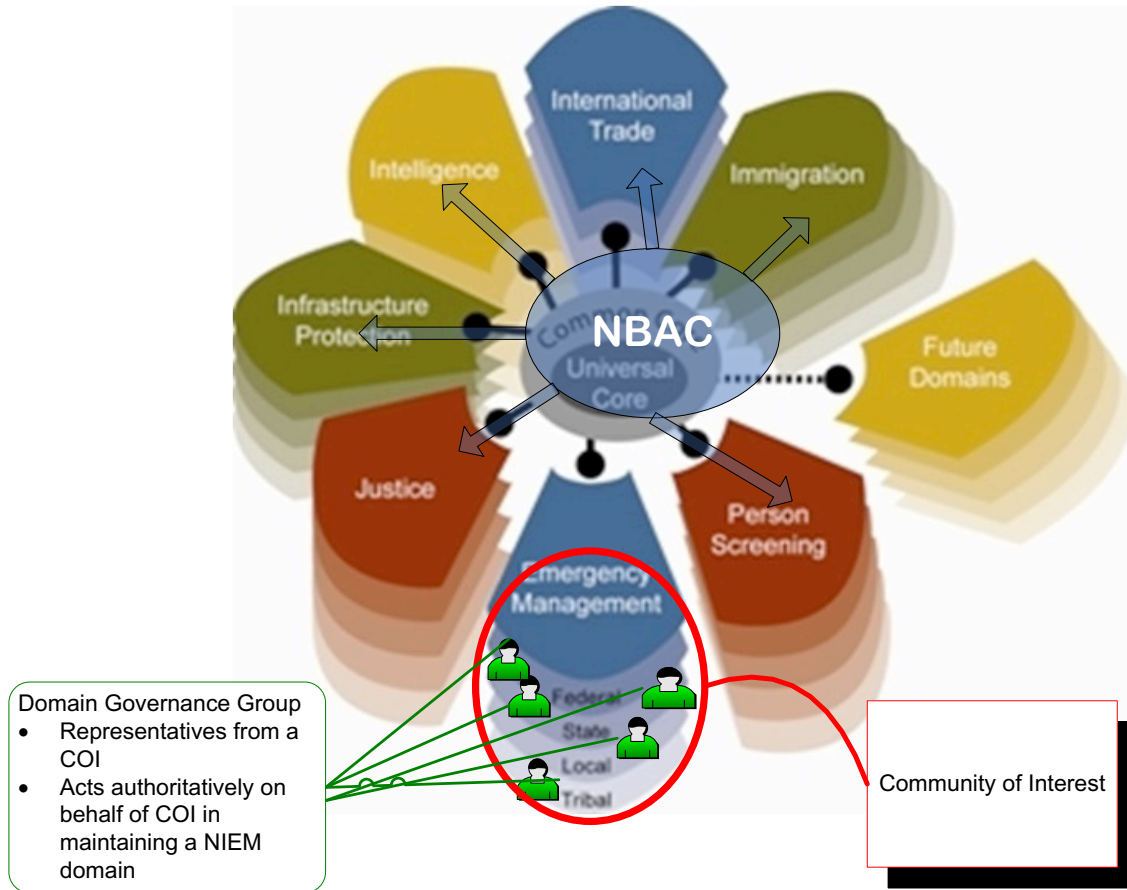 International
Trade
Intelligence
Immigration
Infrastructure
Protection
Common
NBAC
Universal
Core
Future
Domains
Justice
Person
Screening
Emergency
Management
Federal
State
Local
Tribal
Domain Governance Group
• Representatives from a
COI
• Acts authoritatively on
behalf of COI in
maintaining a NIEM
domain
Community of Interest